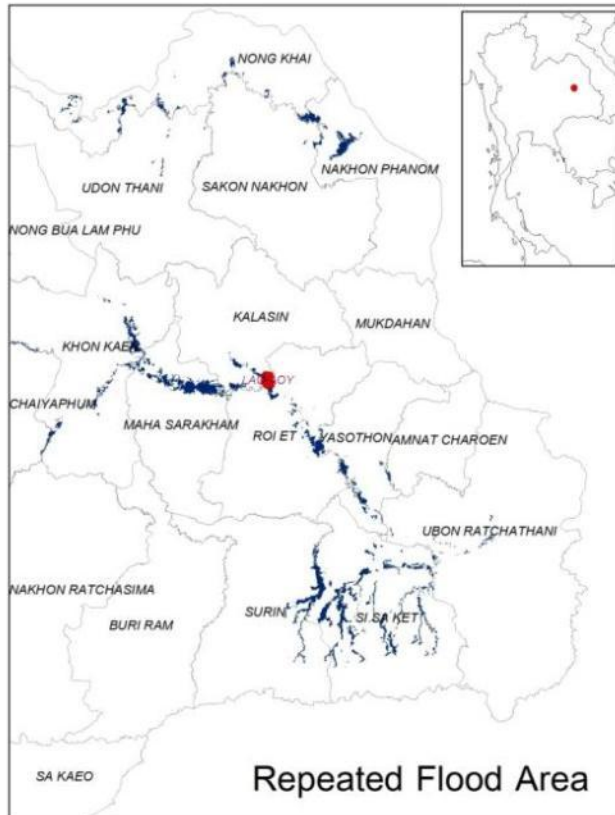 NONG KHAI
NAKHON PHANOM
UDON THANI
SAKON NAKHON
NONG BUA LAM PHU
KALASIN
MUKDAHAN
KHON KAEN
CHAIYAPHUM
MAHA SARAKHAM
ROI ET
YASOTHON
AMNAT CHAROEN
UBON RATCHATHANI
NAKHON RATCHASIMA
BURI RAM
SURIN
SI SA KET
SA KAEO
Repeated Flood Area